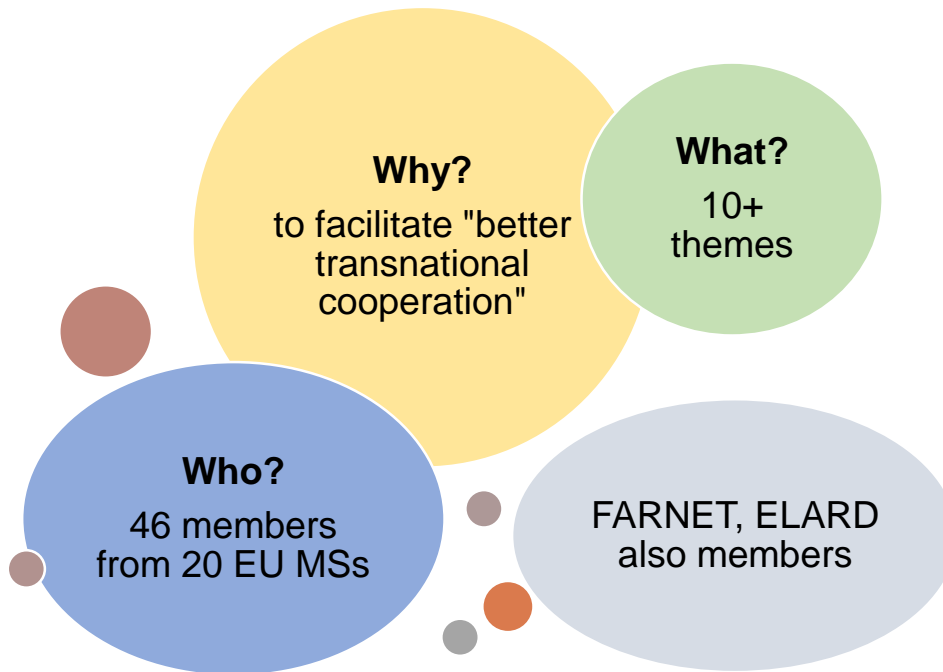 Why?
to facilitate "better
transnational
cooperation"
What?
10+
themes
Who?
46 members
from 20 EU MSs
FARNET, ELARD
also members